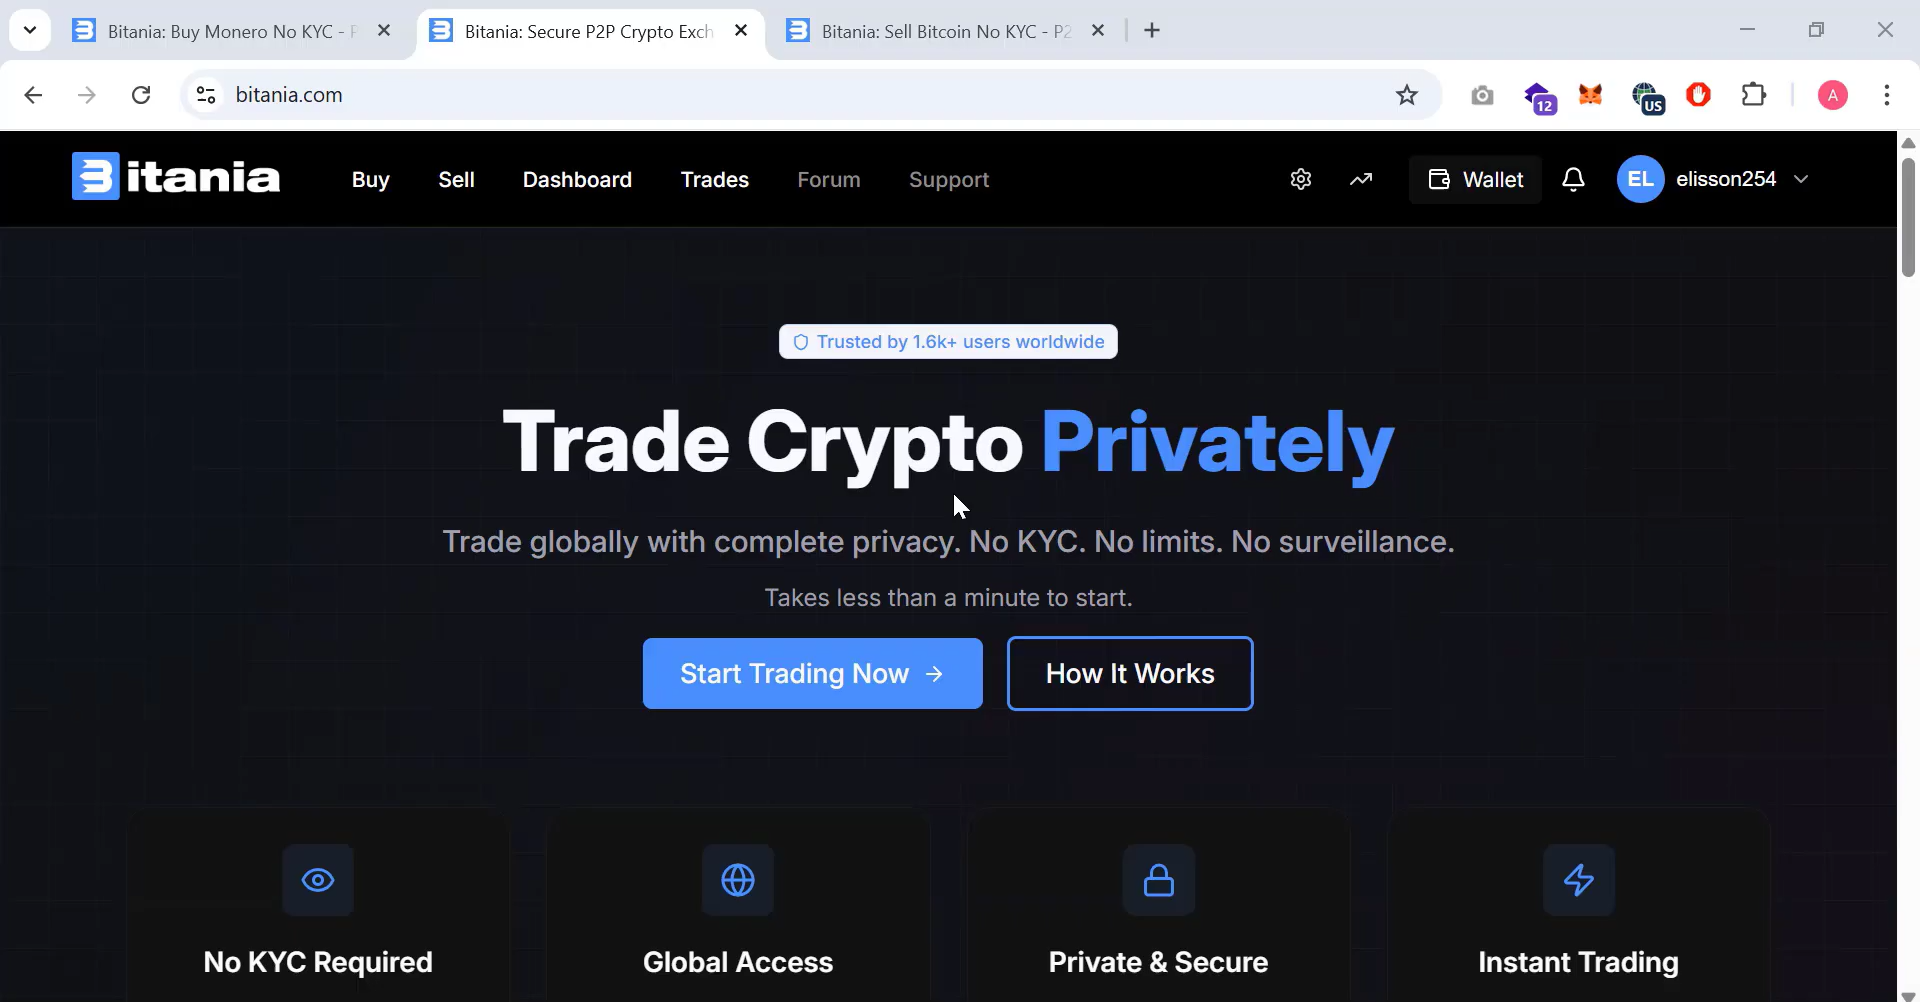 Bitania: Buy Monero No KYC - P
Bitania: Secure P2P Crypto Exch
Bitania: Sell Bitcoin No KYC - P2
bitania.com
12
US
A
Bitania
Buy
Sell
Dashboard
Trades
Forum
Support
Wallet
EL
elisson254
Trusted by 1.6k+ users worldwide
Trade Crypto Privately
Trade globally with complete privacy. No KYC. No limits. No surveillance.
Takes less than a minute to start.
Start Trading Now →
How It Works
No KYC Required
Global Access
Private & Secure
Instant Trading